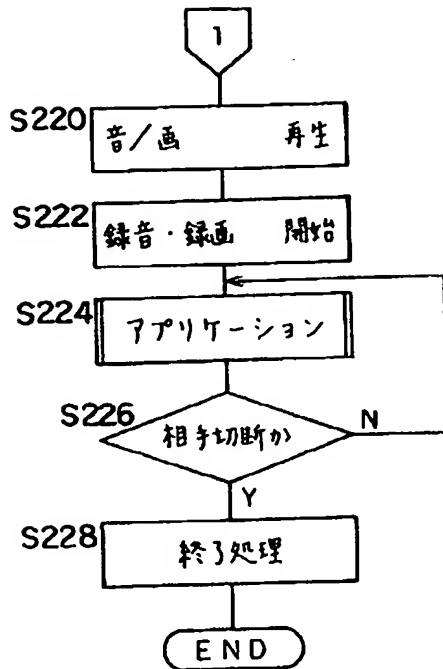 1
S220
音/画 再生
S222
録音・録画 開始
S224
アプリケーション
S226
相手切断か
N
Y
S228
終了処理
END